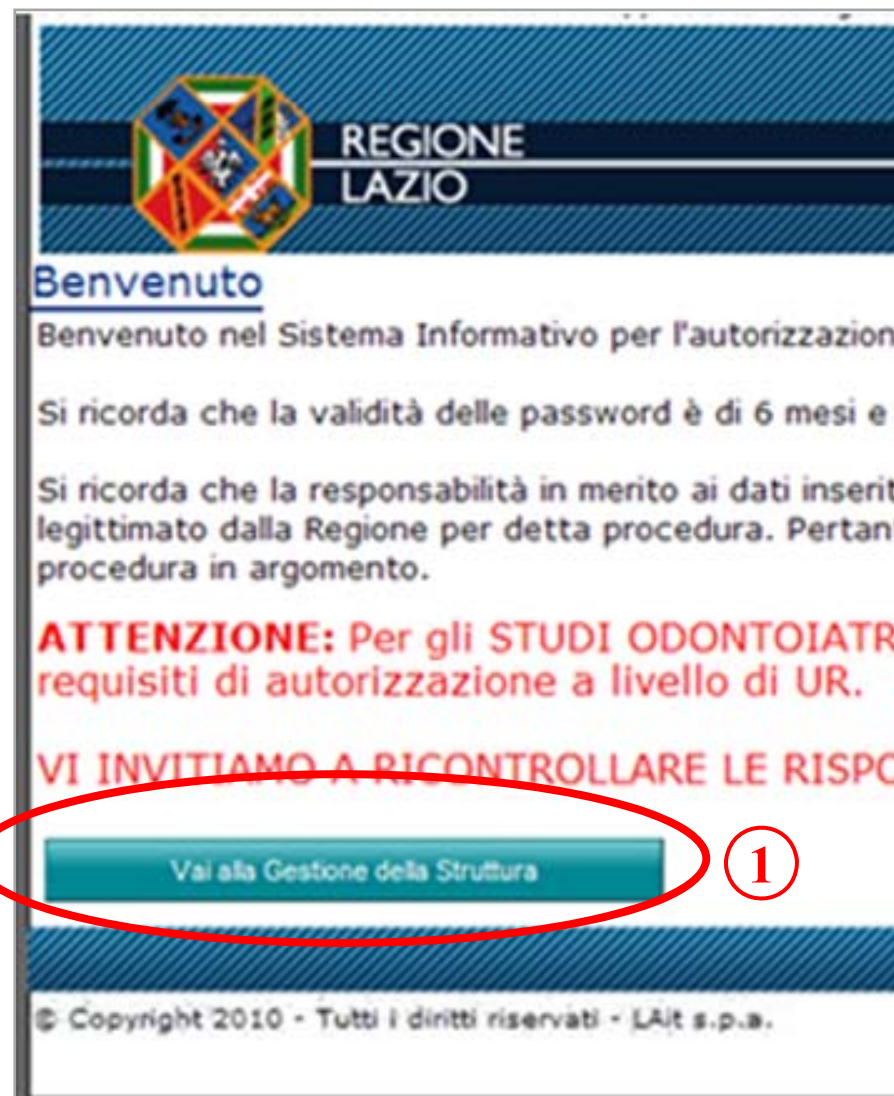 REGIONE
LAZIO
Benvenuto
Benvenuto nel Sistema Informativo per l'autorizzazion
Si ricorda che la validità delle password è di 6 mesi e
Si ricorda che la responsabilità in merito ai dati inserit
legittimato dalla Regione per detta procedura. Pertan
procedura in argomento.
ATTENZIONE: Per gli STUDI ODONTOIATR
requisiti di autorizzazione a livello di UR.
VI INVITIAMO A RICONTROLLARE LE RISPO
Vai alla Gestione della Struttura
1
© Copyright 2010 - Tutti i diritti riservati - LAit s.p.a.